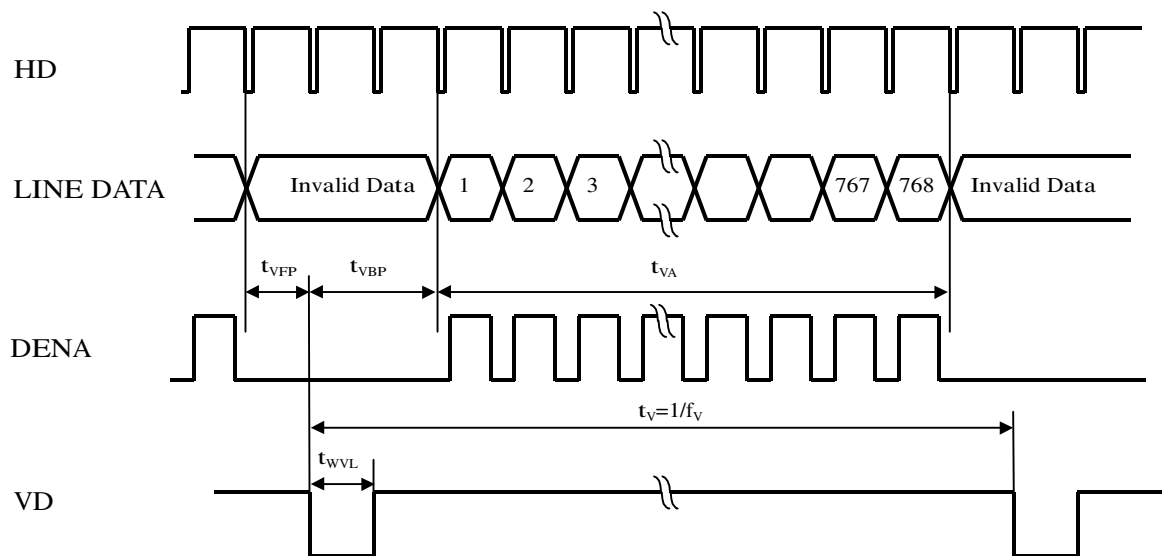 HD
LINE DATA
Invalid Data
1
2
3
767
768
Invalid Data
tVFP
tVBP
tVA
DENA
tV=1/fV
tWVL
VD